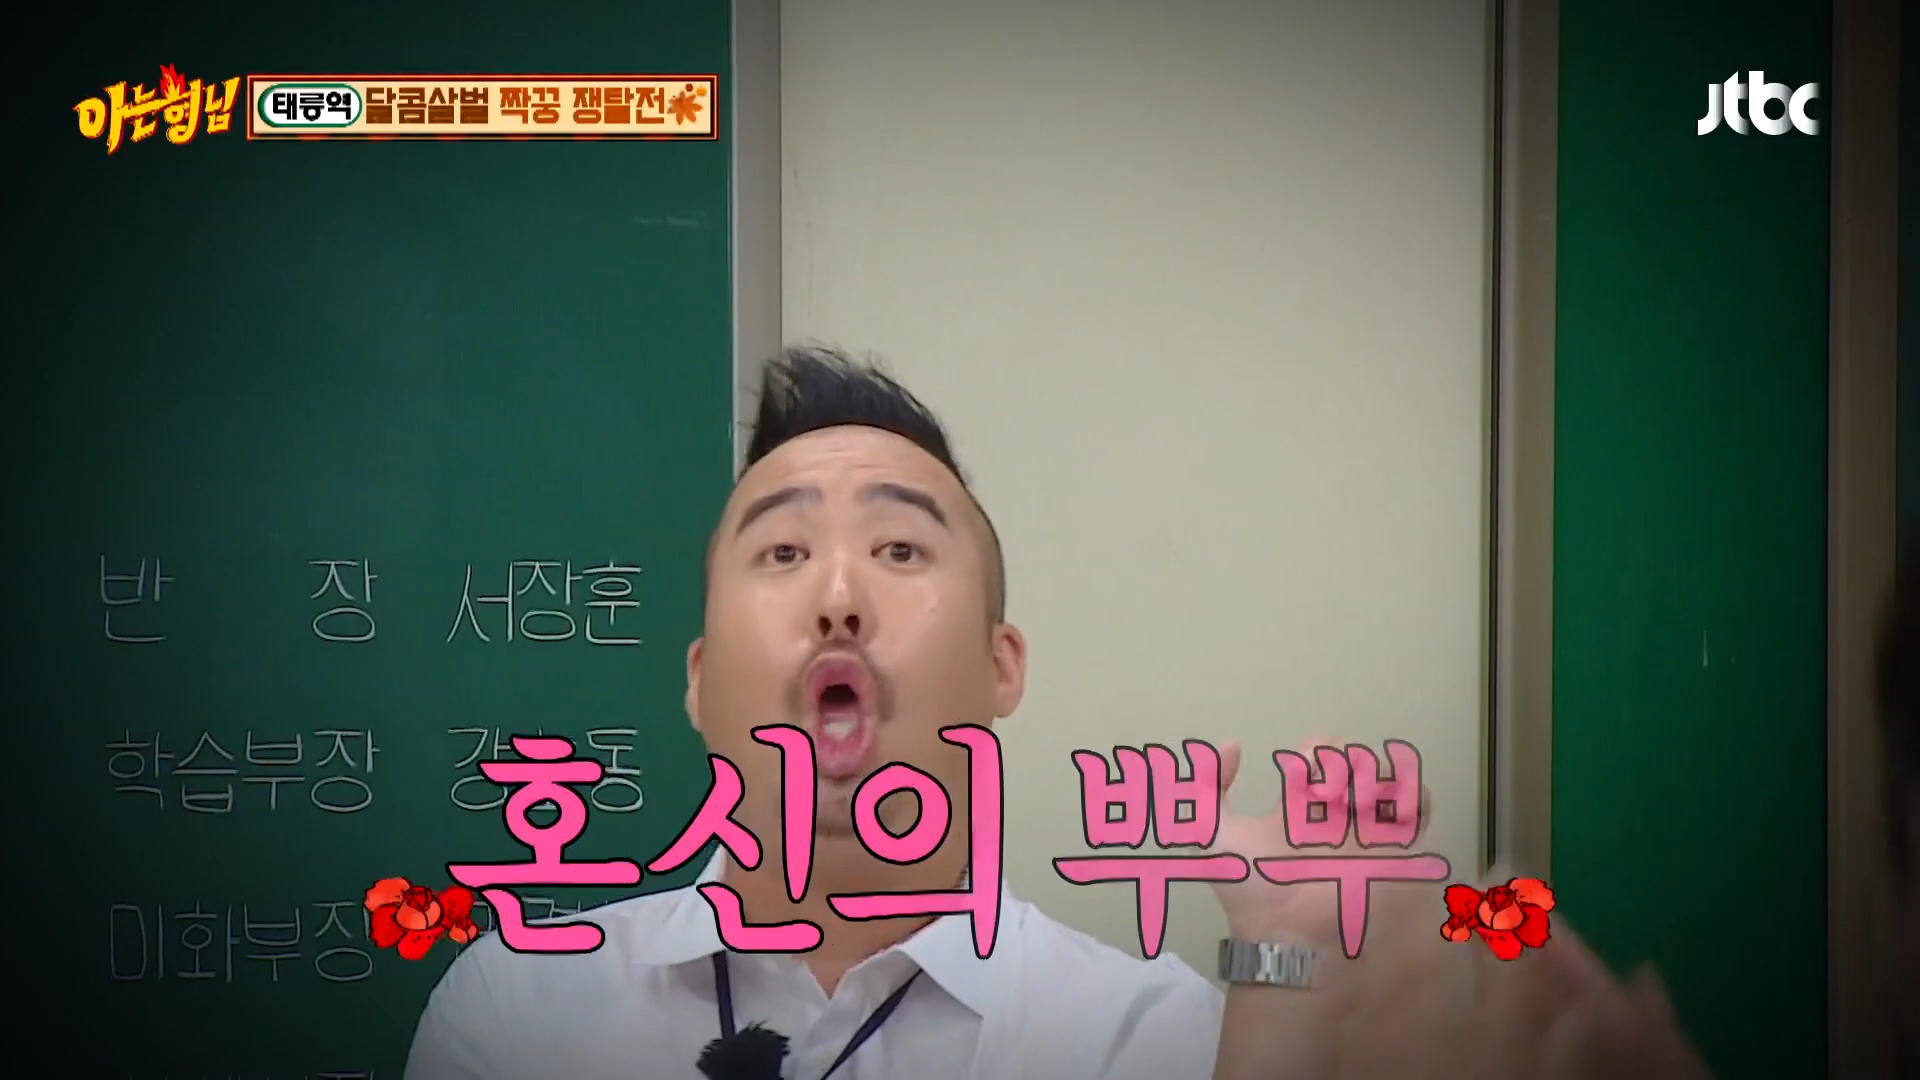 아는형님
태릉역 달콤살벌 짝꿍 쟁탈전
jtbc
반 장 서장훈
학습부장
미화부장
혼신의 뿌뿌